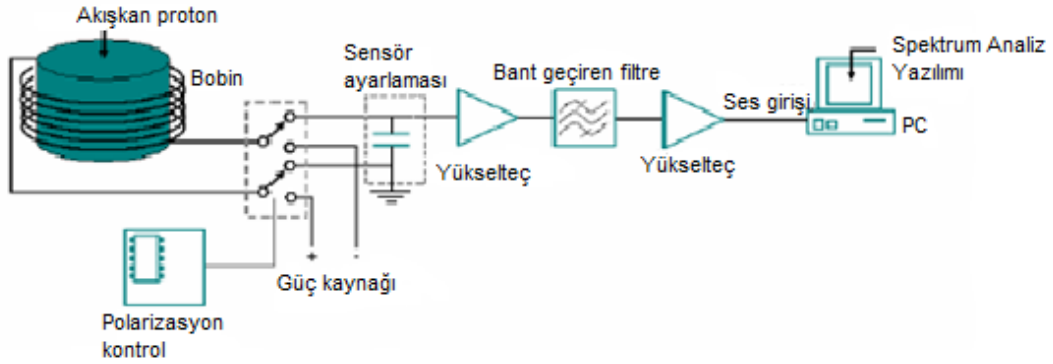 Akışkan proton
Bobin
Sensör
ayarlaması
Bant geçiren filtre
Yükselteç
Yükselteç
Ses girişi
Spektrum Analiz
Yazılımı
PC
+ -
Güç kaynağı
Polarizasyon
kontrol